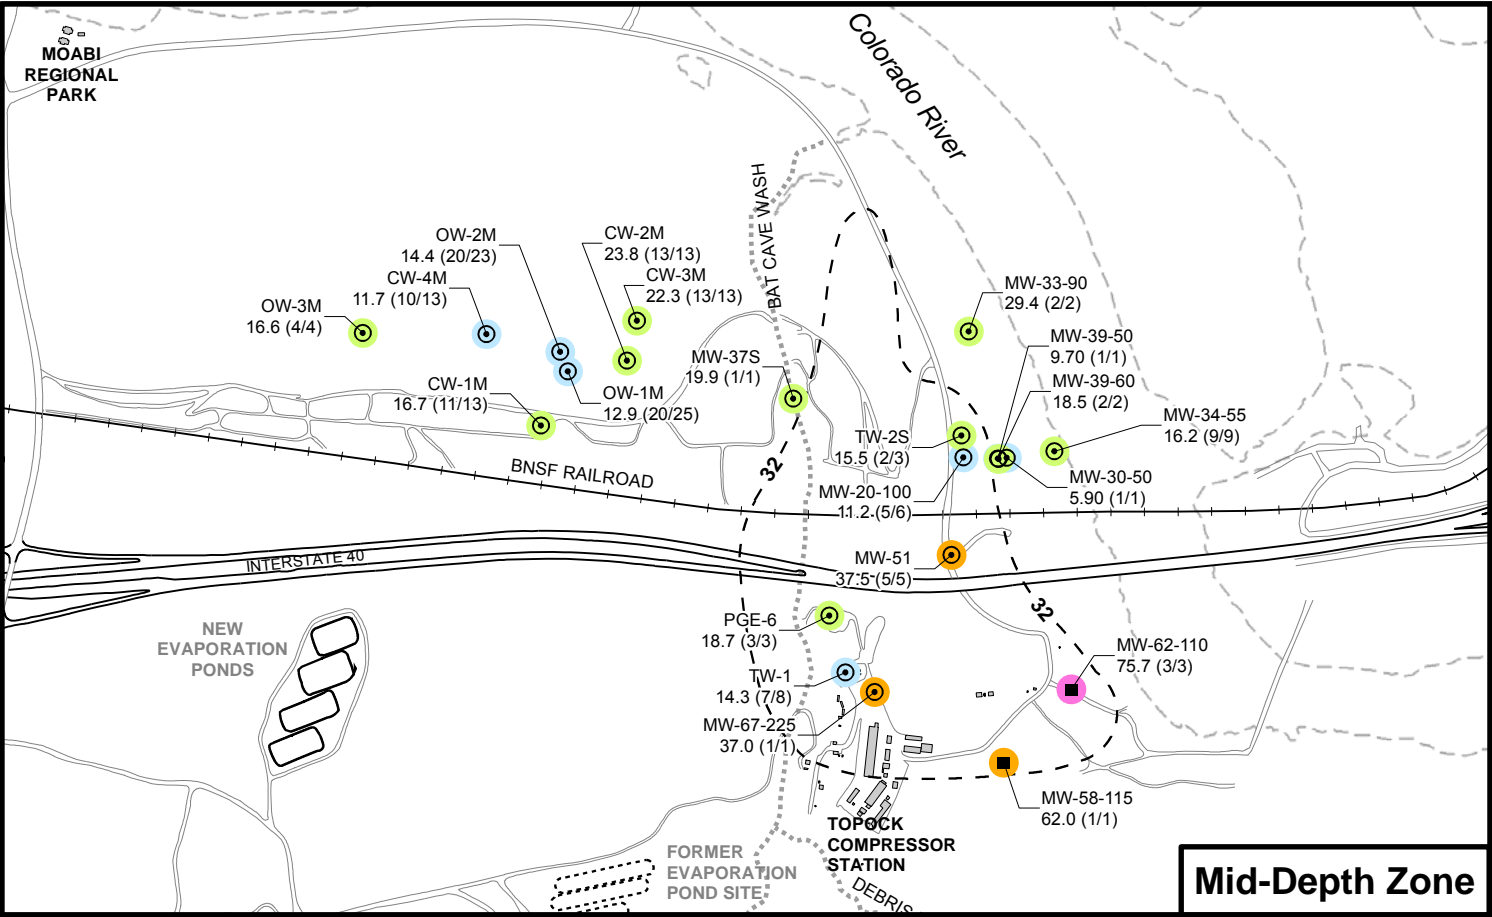 MOABI
REGIONAL
PARK
Colorado River
BAT CAVE WASH
OW-2M
14.4 (20/23)
CW-2M
23.8 (13/13)
CW-4M
11.7 (10/13)
CW-3M
22.3 (13/13)
OW-3M
16.6 (4/4)
MW-33-90
29.4 (2/2)
MW-39-50
9.70 (1/1)
MW-37S
19.9 (1/1)
CW-1M
16.7 (11/13)
OW-1M
12.9 (20/25)
MW-39-60
18.5 (2/2)
MW-34-55
16.2 (9/9)
TW-2S
15.5 (2/3)
32
BNSF RAILROAD
MW-20-100
11.2 (5/6)
MW-30-50
5.90 (1/1)
INTERSTATE 40
MW-51
37.5 (5/5)
32
NEW
EVAPORATION
PONDS
PGE-6
18.7 (3/3)
MW-62-110
75.7 (3/3)
TW-1
14.3 (7/8)
MW-67-225
37.0 (1/1)
MW-58-115
62.0 (1/1)
TOPOCK
COMPRESSOR
STATION
FORMER
EVAPORATION
POND SITE
DEBRIS
Mid-Depth Zone